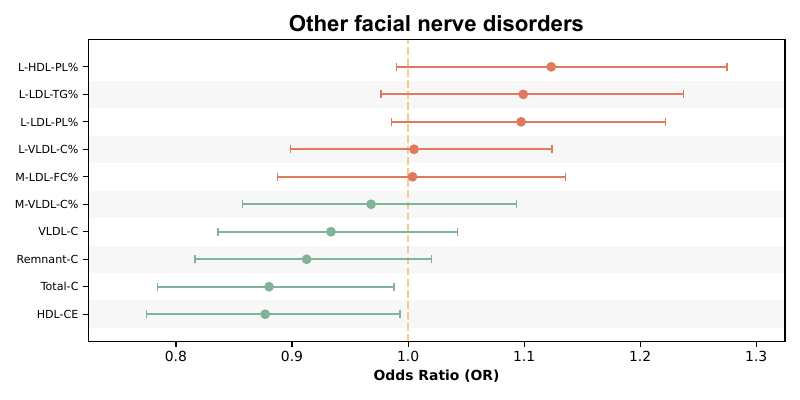 Other facial nerve disorders
L-HDL-PL%
L-LDL-TG%
L-LDL-PL%
L-VLDL-C%
M-LDL-FC%
M-VLDL-C%
VLDL-C
Remnant-C
Total-C
HDL-CE
0.8 0.9 1.0 1.1 1.2 1.3
Odds Ratio (OR)